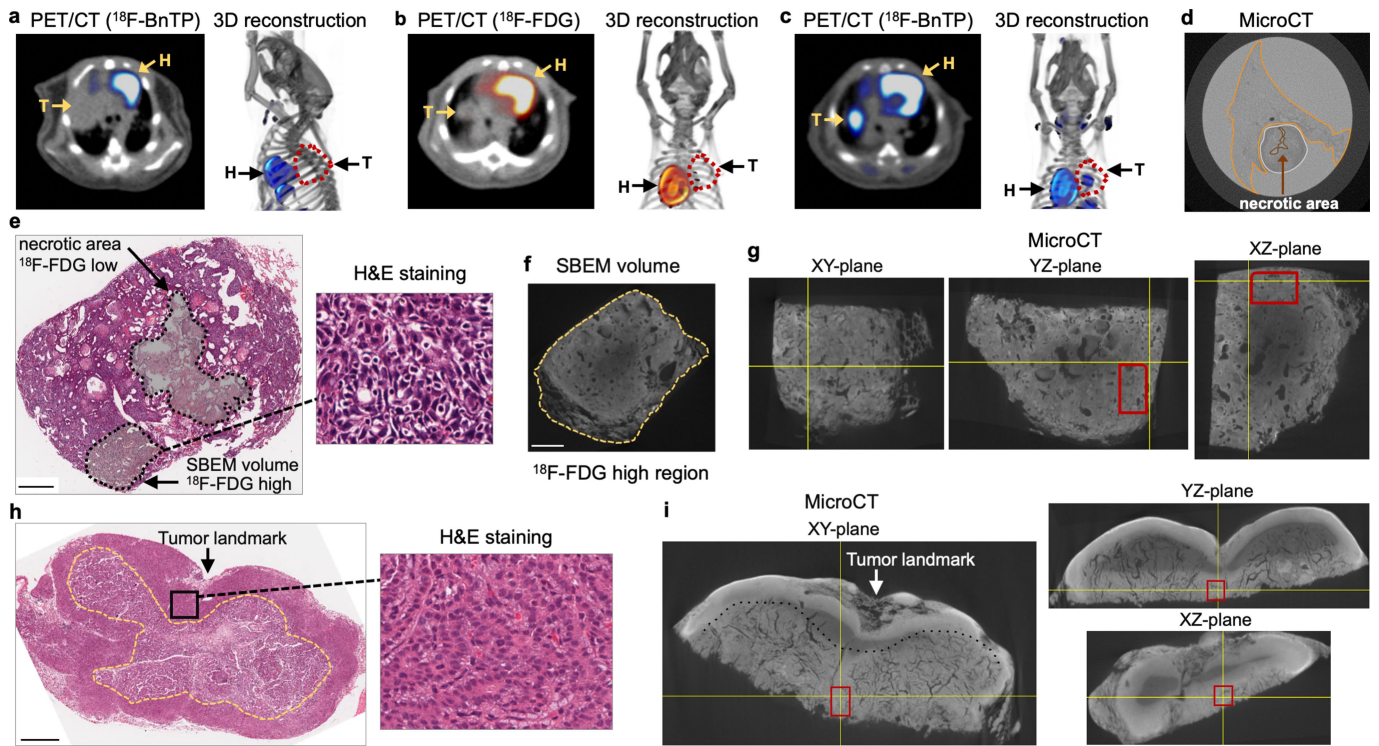 a PET/CT (¹⁸F-BnTP) 3D reconstruction
H
T
H
T
b PET/CT (¹⁸F-FDG) 3D reconstruction
H
T
H
T
c PET/CT (¹⁸F-BnTP) 3D reconstruction
H
T
H
T
d MicroCT
necrotic area
e
necrotic area
¹⁸F-FDG low
SBEM volume
¹⁸F-FDG high
H&E staining
f SBEM volume
¹⁸F-FDG high region
g MicroCT
XY-plane
YZ-plane
XZ-plane
h
Tumor landmark
H&E staining
i MicroCT
XY-plane
Tumor landmark
YZ-plane
XZ-plane